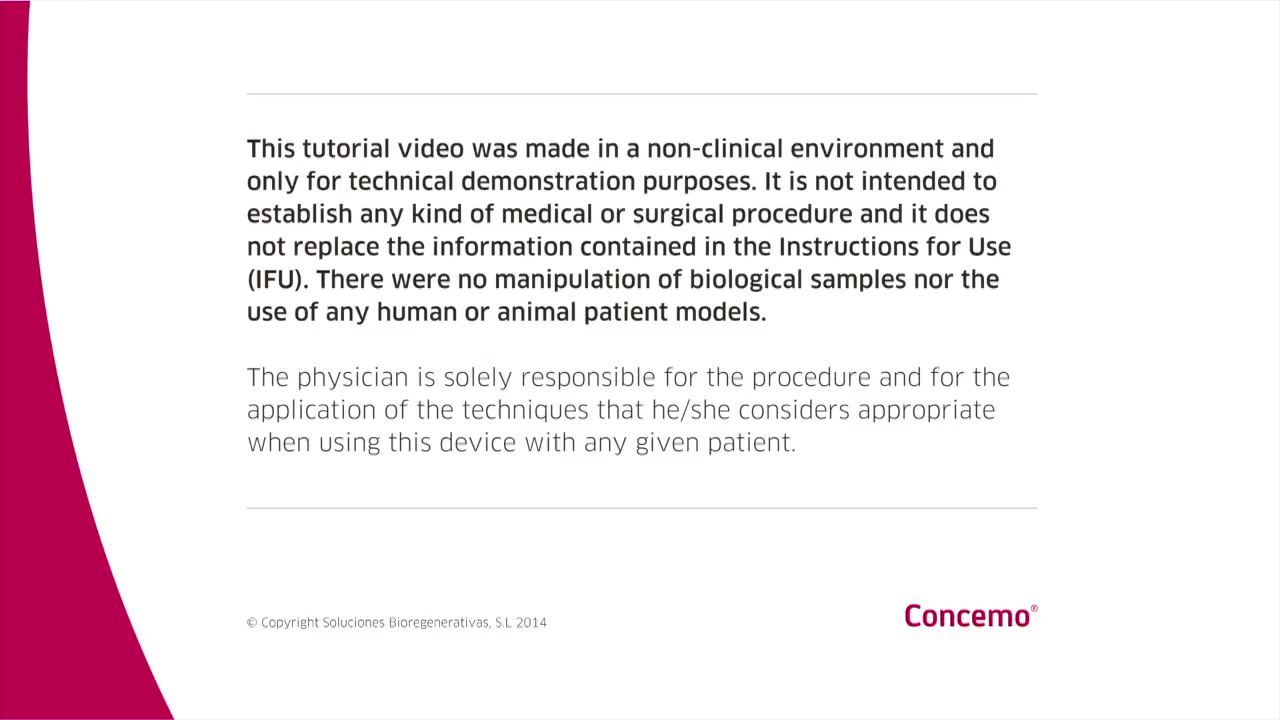 This tutorial video was made in a non-clinical environment and
only for technical demonstration purposes. It is not intended to
establish any kind of medical or surgical procedure and it does
not replace the information contained in the Instructions for Use
(IFU). There were no manipulation of biological samples nor the
use of any human or animal patient models.
The physician is solely responsible for the procedure and for the
application of the techniques that he/she considers appropriate
when using this device with any given patient.
© Copyright Soluciones Bioregenerativas, S.L 2014
Concemo®